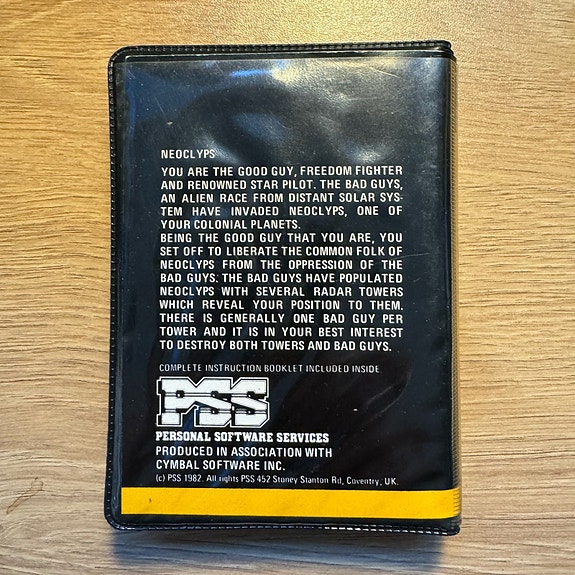 NEOCLYPS
YOU ARE THE GOOD GUY, FREEDOM FIGHTER
AND RENOWNED STAR PILOT. THE BAD GUYS,
AN ALIEN RACE FROM DISTANT SOLAR SYS-
TEM HAVE INVADED NEOCLYPS, ONE OF
YOUR COLONIAL PLANETS.
BEING THE GOOD GUY THAT YOU ARE, YOU
SET OFF TO LIBERATE THE COMMON FOLK OF
NEOCLYPS FROM THE OPPRESSION OF THE
BAD GUYS. THE BAD GUYS HAVE POPULATED
NEOCLYPS WITH SEVERAL RADAR TOWERS
WHICH REVEAL YOUR POSITION TO THEM.
THERE IS GENERALLY ONE BAD GUY PER
TOWER AND IT IS IN YOUR BEST INTEREST
TO DESTROY BOTH TOWERS AND BAD GUYS.
COMPLETE INSTRUCTION BOOKLET INCLUDED INSIDE.
PSS
PERSONAL SOFTWARE SERVICES
PRODUCED IN ASSOCIATION WITH
CYMBAL SOFTWARE INC.
(c) PSS 1982. All rights PSS 452 Stoney Stanton Rd, Coventry, UK.